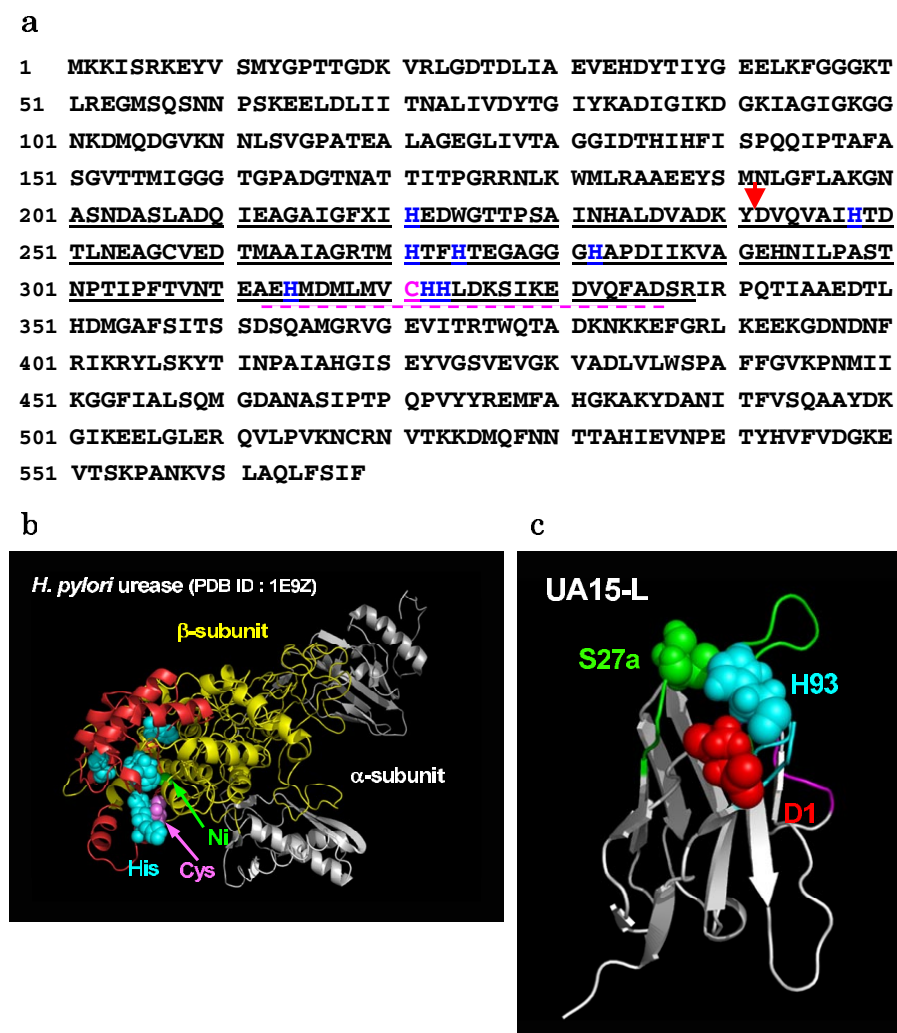 a
1 MKKISRKEYV SMYGPTTGDK VRLGDTDLIA EVEHDYTIYG EELKFGGGKT
51 LREGMSQSNN PSKEELDLII TNALIVDYTG IYKADIGIKD GKIAGIGKGG
101 NKDMQDGVKN NLSVGPATEA LAGEGLIVTA GGIDTHIHFI SPQQIPTAFA
151 SGVTTMIGGG TGPADGTNAT TITPGRRNLK WMLRAAEEYS MNLGFLAKGN
201 ASNDASLADQ IEAGAIGFXI HEDWGTTPSA INHALDVADK YDVQVAIHTD
251 TLNEAGCVED TMAAIAGRTM HTFHTEGAGG GHAPDIIKVA GEHNILPAST
301 NPTIPFTVNT EAEHMDMLMV CHHLDKSIKE DVQFADSRIR PQTIAAEDTL
351 HDMGAFSITSS DSQAMGRVG EVITRTWQTA DKNKKEFGRL KEEKGDNDNF
401 RIKRYLSKYT INPAIAHGIS EYVGSVEVGK VADLVLWSPA FFGVKPNMII
451 KGGFIALSQM GDANASIPTP QPVYYREMFA HGKAKYDANI TFVSQAAYDK
501 GIKEELGLER QVLPVKNCRN VTKKDMQFNN TTAHIEVNPE TYHVFVDGKE
551 VTSKPANKVS LAQLFSIF
b
H. pylori urease (PDB ID : 1E9Z)
β-subunit
α-subunit
Ni
His
Cys
c
UA15-L
S27a
H93
D1